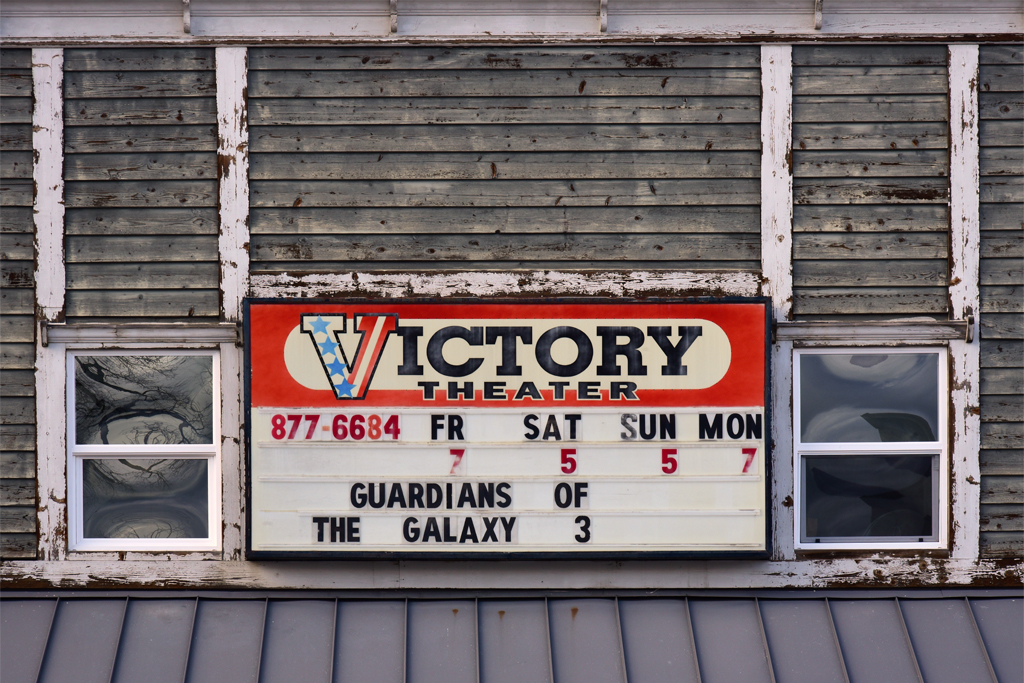 VICTORY
THEATER
877-6684 FR SAT SUN MON
7 5 5 7
GUARDIANS OF
THE GALAXY 3